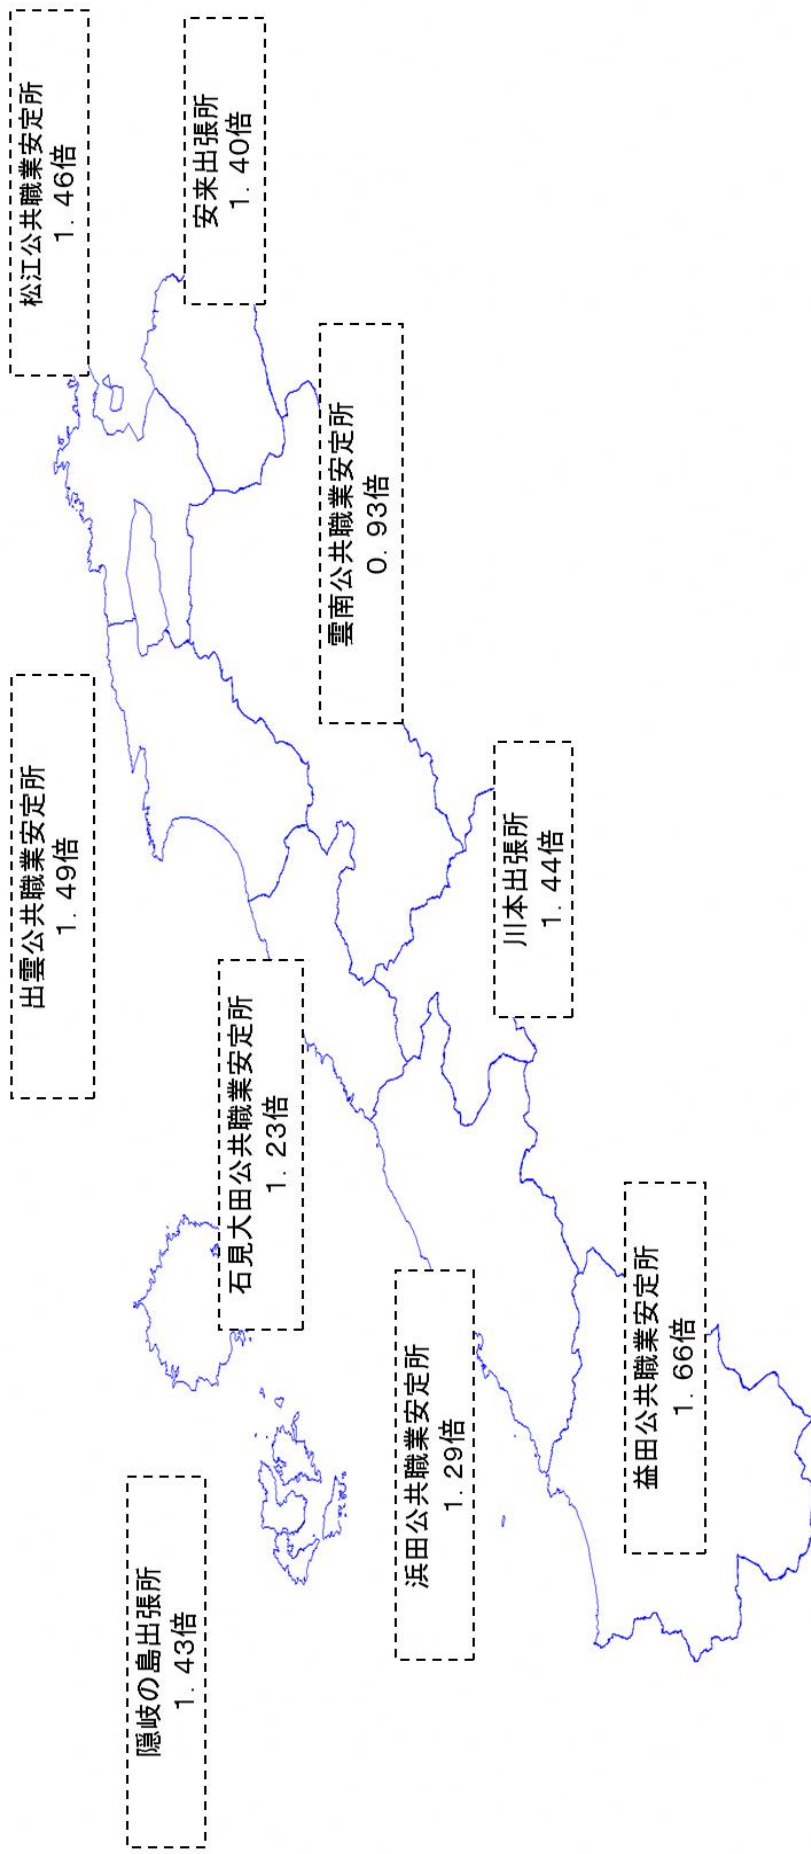 松江公共職業安定所
1. 46倍
安来出張所
1. 40倍
出雲公共職業安定所
1. 49倍
雲南公共職業安定所
0. 93倍
石見大田公共職業安定所
1. 23倍
川本出張所
1. 44倍
隠岐の島出張所
1. 43倍
浜田公共職業安定所
1. 29倍
益田公共職業安定所
1. 66倍